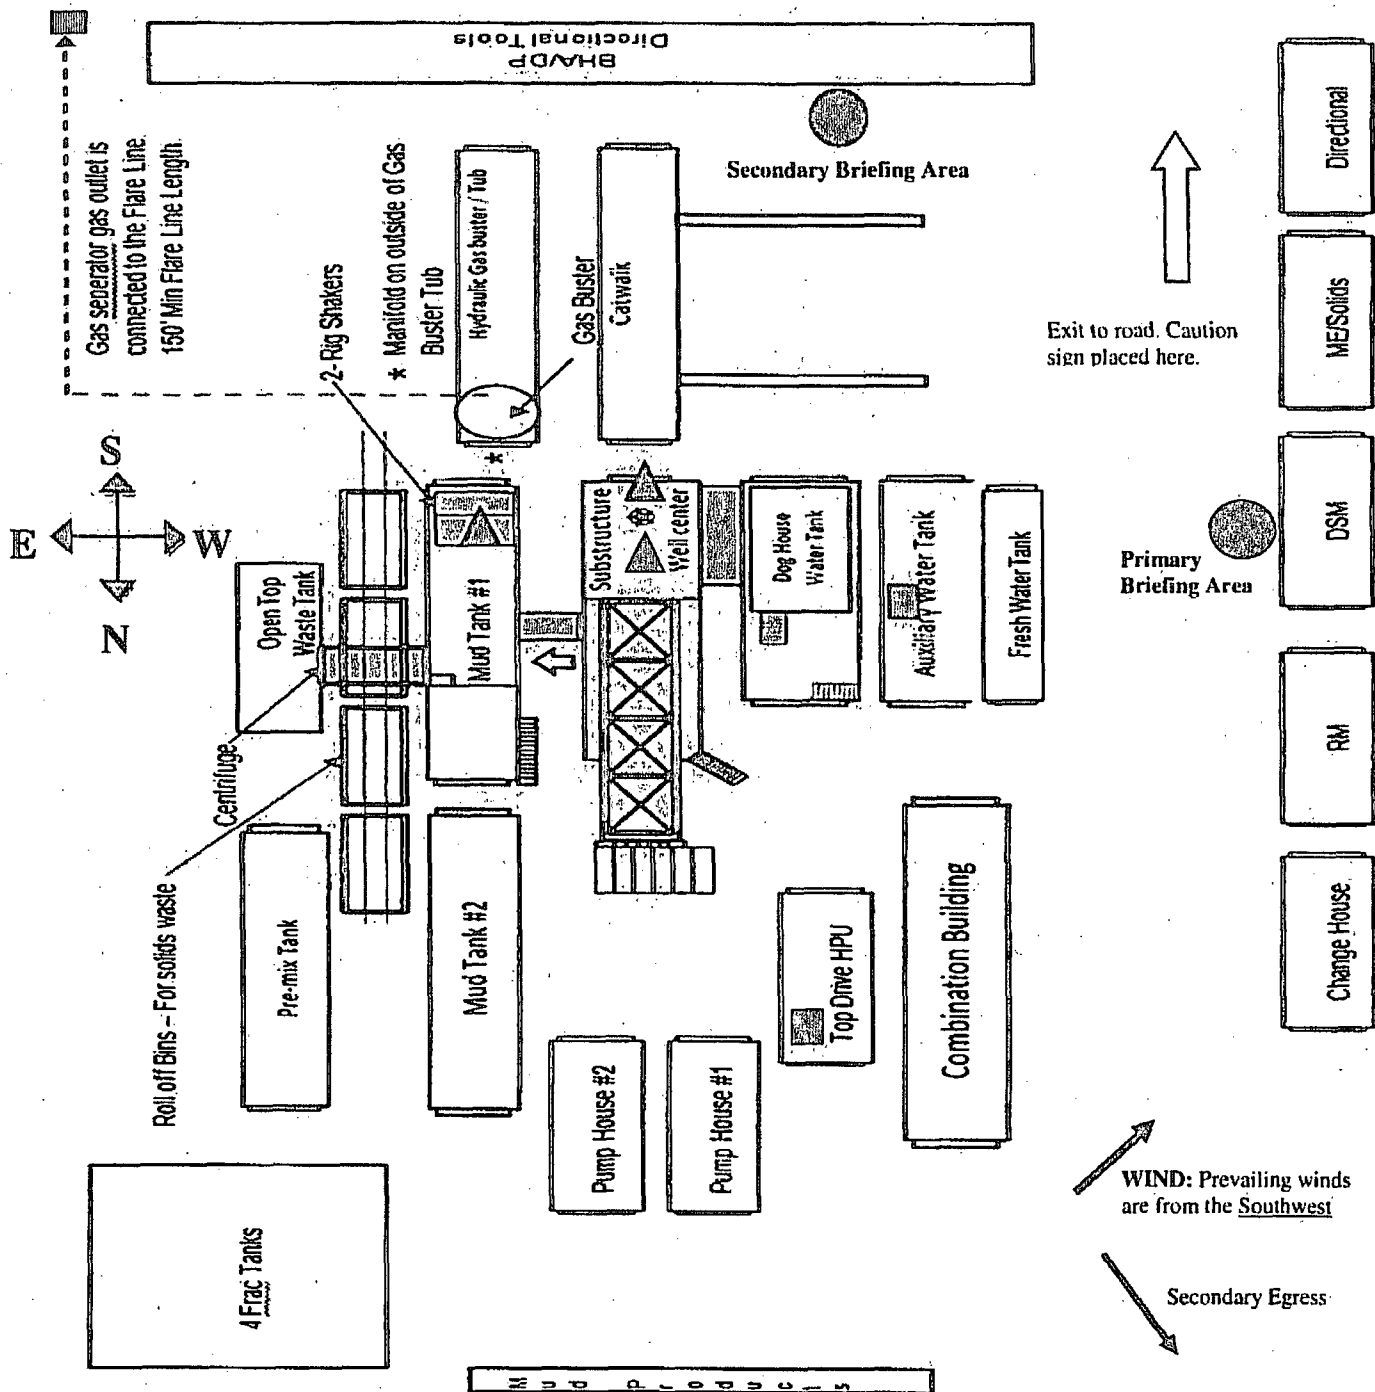 BHA/DP
Directional Tools
Gas seperator gas outlet is
connected to the Flare Line.
150' Min Flare Line Length.
2- Rig Shakers
* Manifold on outside of Gas
Buster Tub
Hydraulic Gas buster / Tub
Gas Buster
Catwalk
Secondary Briefing Area
Directional
ME/Solids
Exit to road. Caution
sign placed here.
S
E
W
N
Open Top
Waste Tank
Mud Tank #1
*
Substructure
Well center
Dog House
Water Tank
Auxiliary Water Tank
Fresh Water Tank
Primary
Briefing Area
DSM
RM
Change House
Centrifuge
Roll off Bins – For solids waste
Pre-mix Tank
Mud Tank #2
Pump House #2
Pump House #1
Top Drive HPU
Combination Building
4 Frac Tanks
WIND: Prevailing winds
are from the Southwest
Secondary Egress
Mud Products